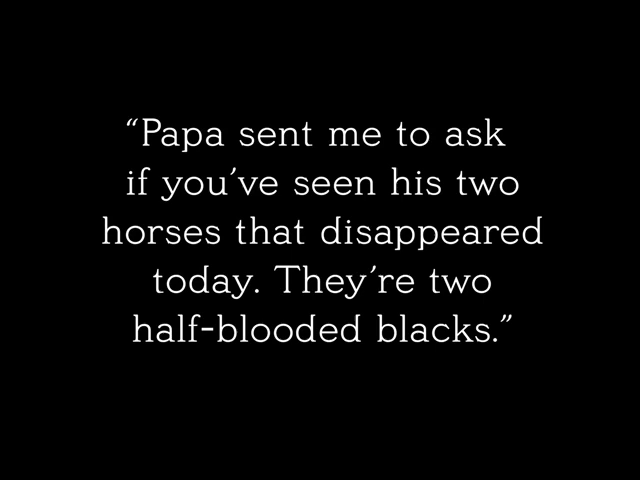 “Papa sent me to ask
if you’ve seen his two
horses that disappeared
today. They’re two
half-blooded blacks.”